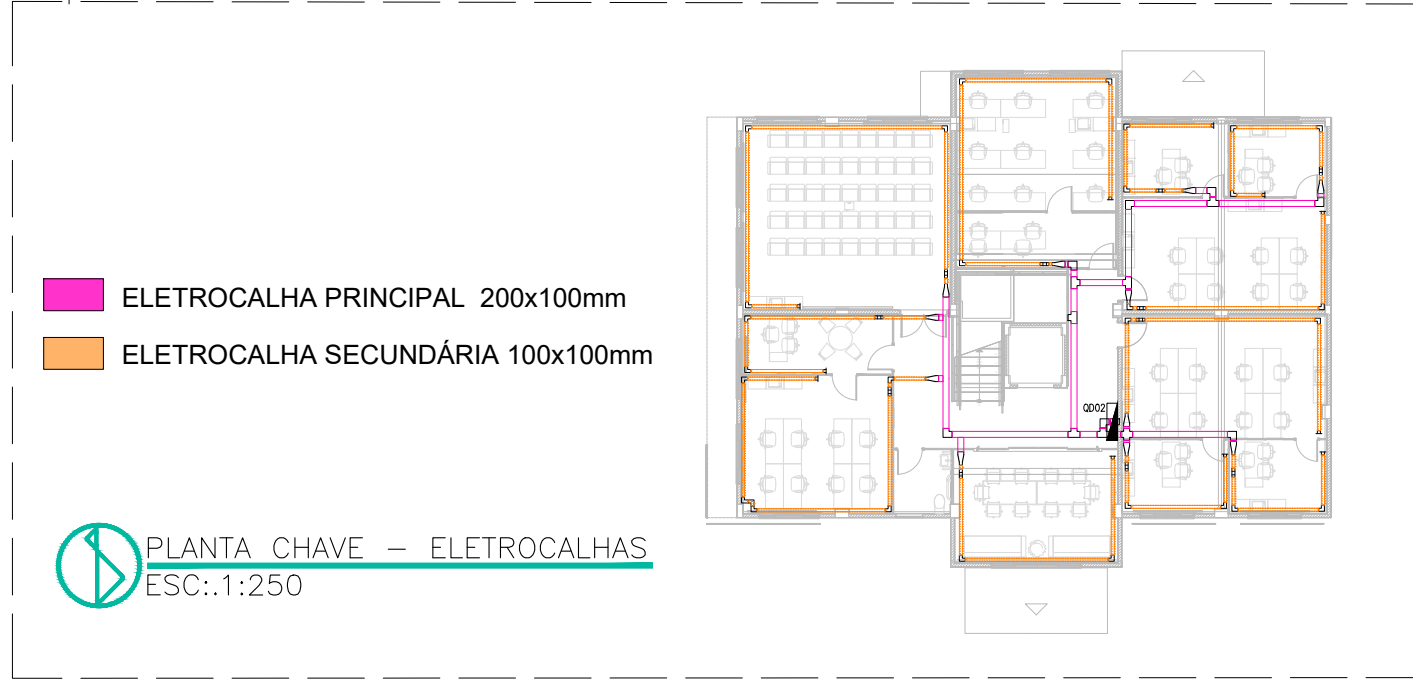 ELETROCALHA PRINCIPAL 200x100mm
ELETROCALHA SECUNDÁRIA 100x100mm
QD02
PLANTA CHAVE – ELETROCALHAS
ESC:.1:250